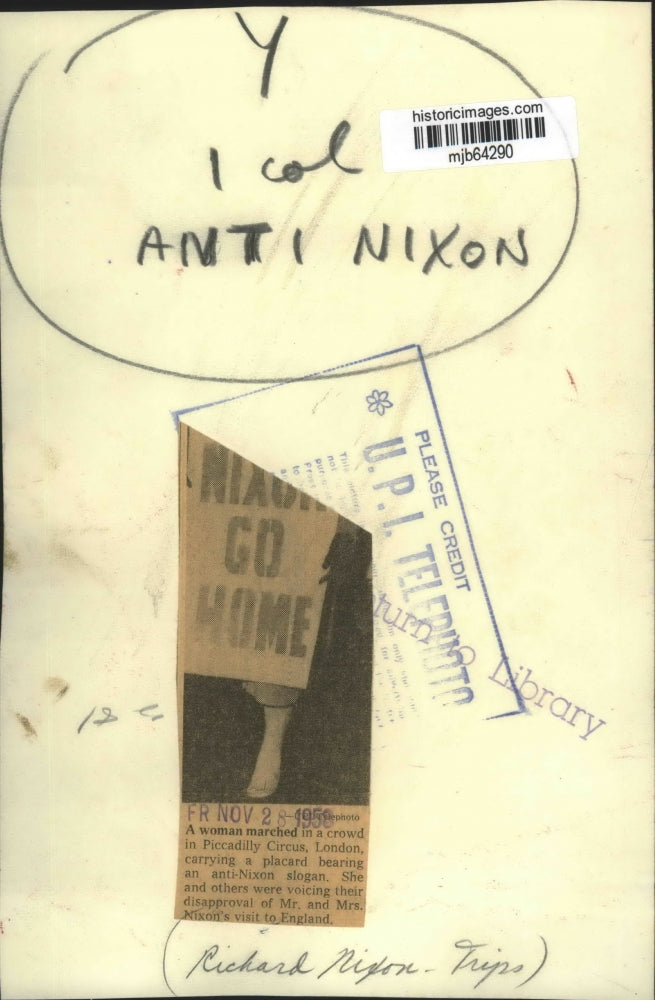 Y
1 col
ANTI NIXON
historicimages.com
mjb64290
PLEASE CREDIT
U.P.I. TELEPHOTO
Library
NIXON
GO
HOME
FR NOV 28 1958
A woman marched in a crowd
in Piccadilly Circus, London,
carrying a placard bearing
an anti-Nixon slogan. She
and others were voicing their
disapproval of Mr. and Mrs.
Nixon's visit to England.
(Richard Nixon - Trips)